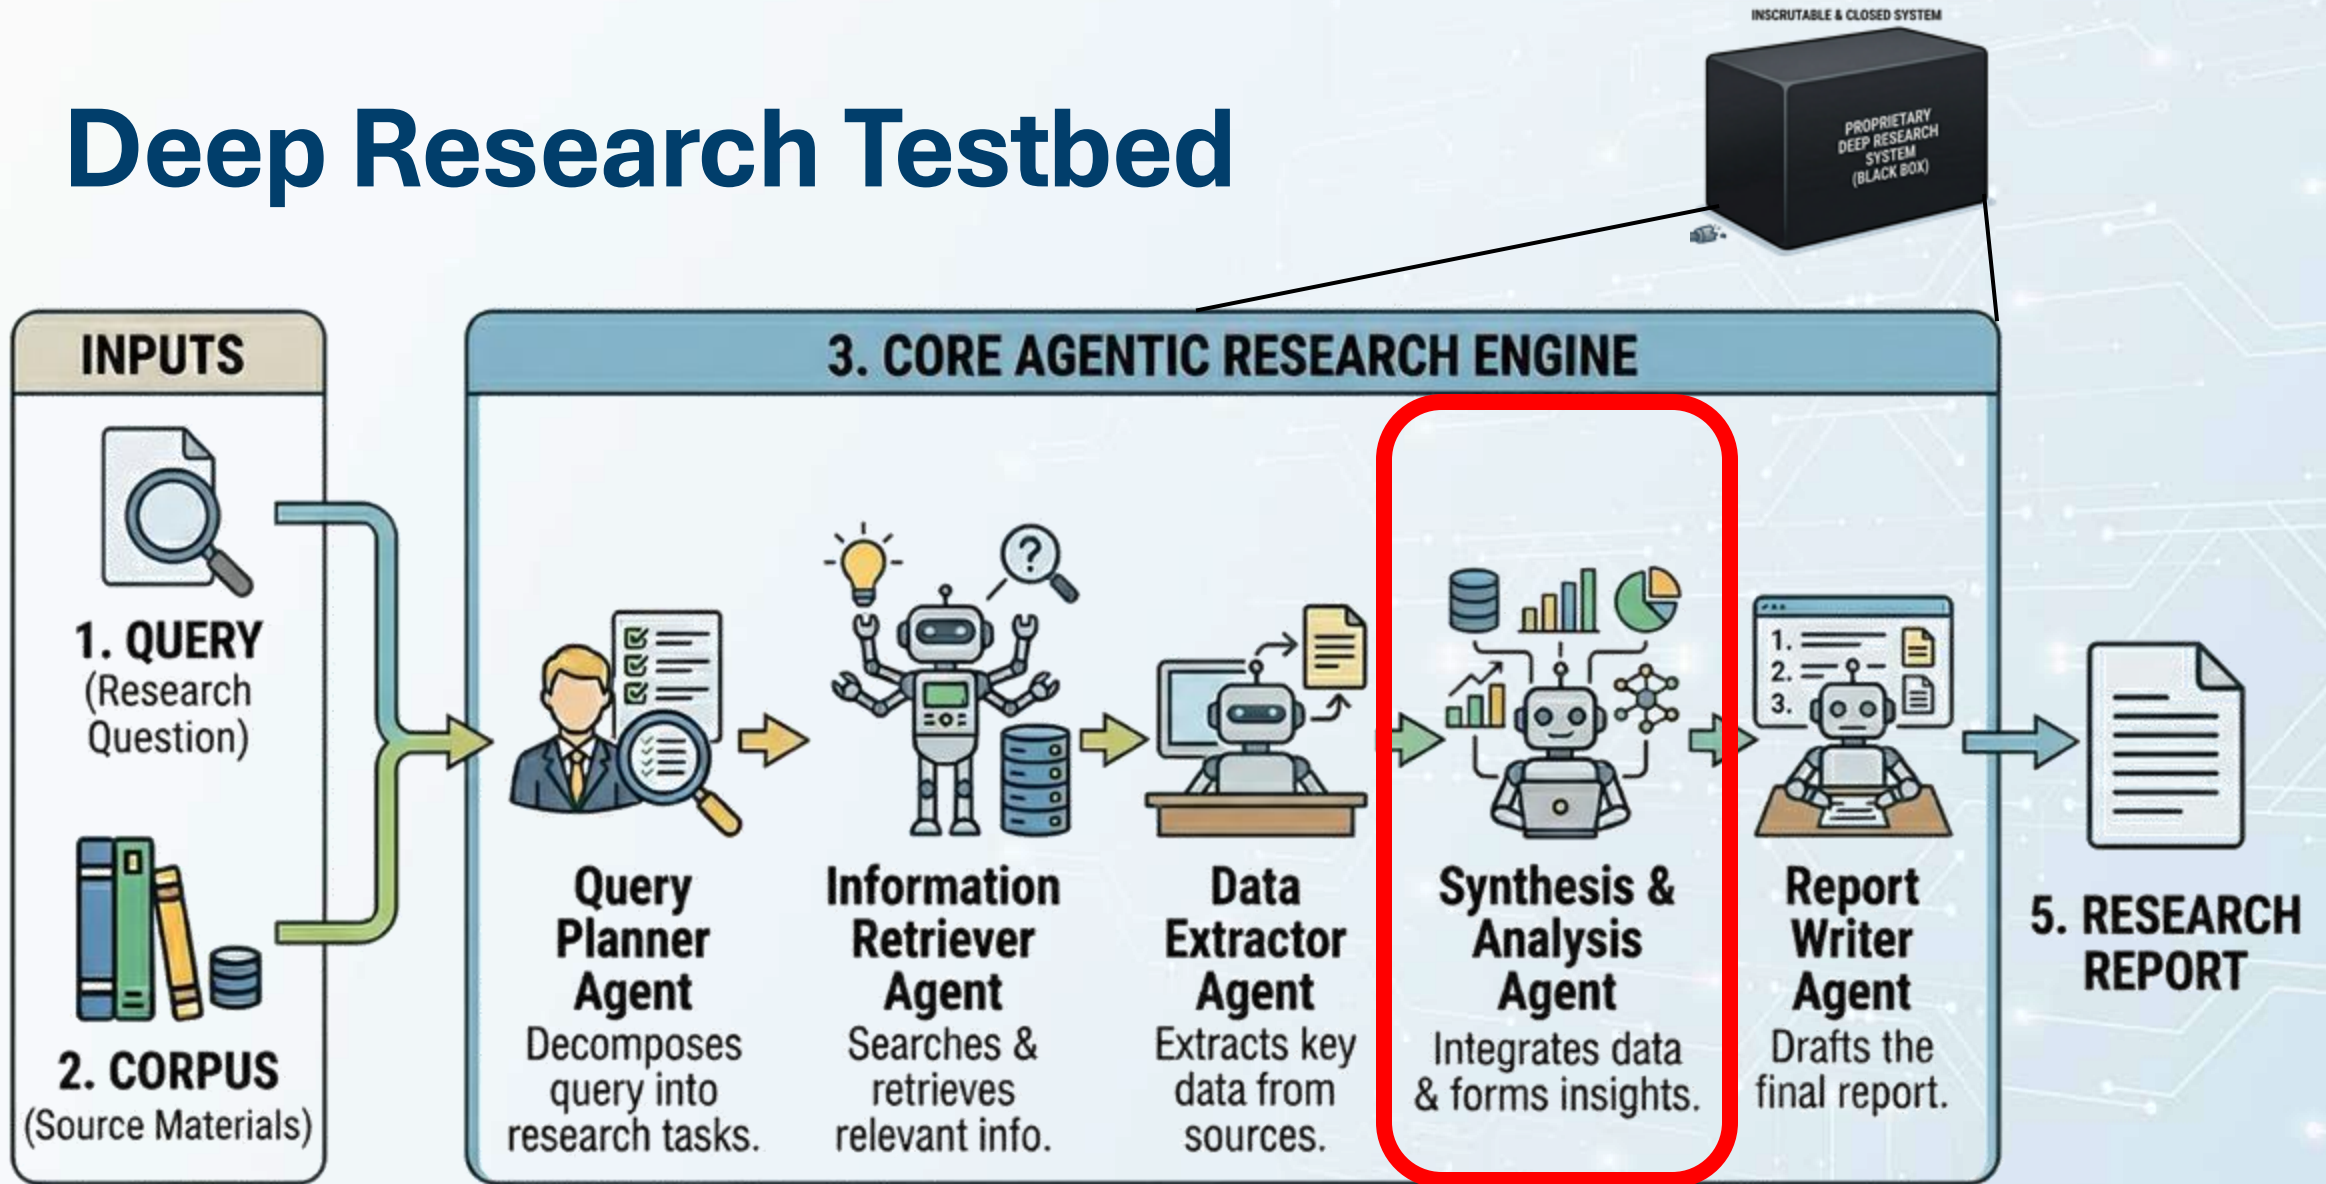 INSCRUTABLE & CLOSED SYSTEM
PROPRIETARY
DEEP RESEARCH
SYSTEM
(BLACK BOX)
Deep Research Testbed
INPUTS
1. QUERY
(Research
Question)
2. CORPUS
(Source Materials)
3. CORE AGENTIC RESEARCH ENGINE
?
Query
Planner
Agent
Decomposes
query into
research tasks.
Information
Retriever
Agent
Searches &
retrieves
relevant info.
Data
Extractor
Agent
Extracts key
data from
sources.
Synthesis &
Analysis
Agent
Integrates data
& forms insights.
1.
2.
3.
Report
Writer
Agent
Drafts the
final report.
5. RESEARCH
REPORT